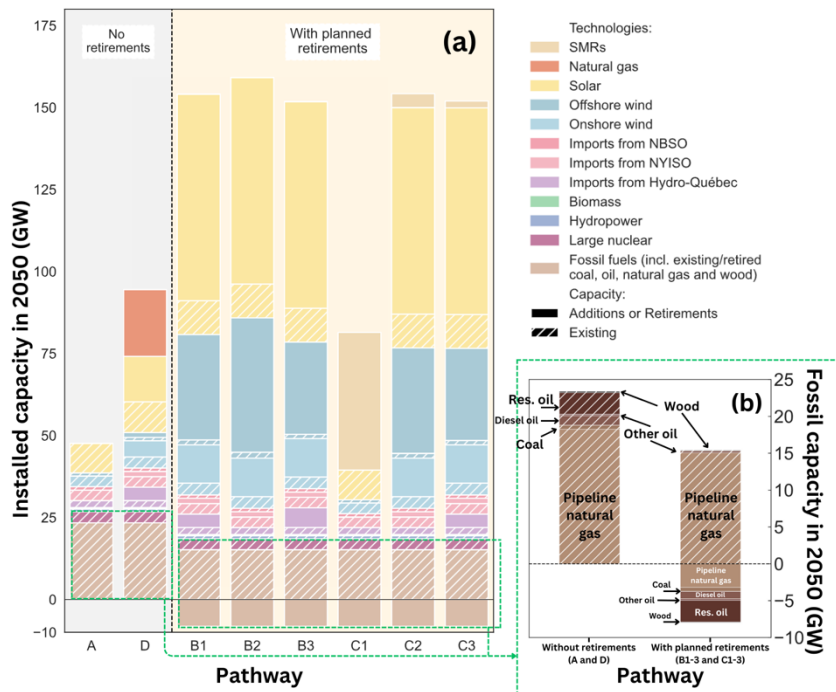 No
retirements
With planned
retirements
(a)
175
150
125
100
75
50
25
0
−10
Installed capacity in 2050 (GW)
A
D
B1
B2
B3
C1
C2
C3
Pathway
Technologies:
SMRs
Natural gas
Solar
Offshore wind
Onshore wind
Imports from NBSO
Imports from NYISO
Imports from Hydro-Québec
Biomass
Hydropower
Large nuclear
Fossil fuels (incl. existing/retired
coal, oil, natural gas and wood)
Capacity:
Additions or Retirements
Existing
(b)
Res. oil
Diesel oil
Coal
Wood
Other oil
Pipeline
natural
gas
Pipeline
natural
gas
Pipeline
natural gas
Coal
Diesel oil
Other oil
Res. oil
Wood
25
20
15
10
5
0
−5
−10
Fossil capacity in 2050 (GW)
Without retirements
(A and D)
With planned retirements
(B1-3 and C1-3)
Pathway